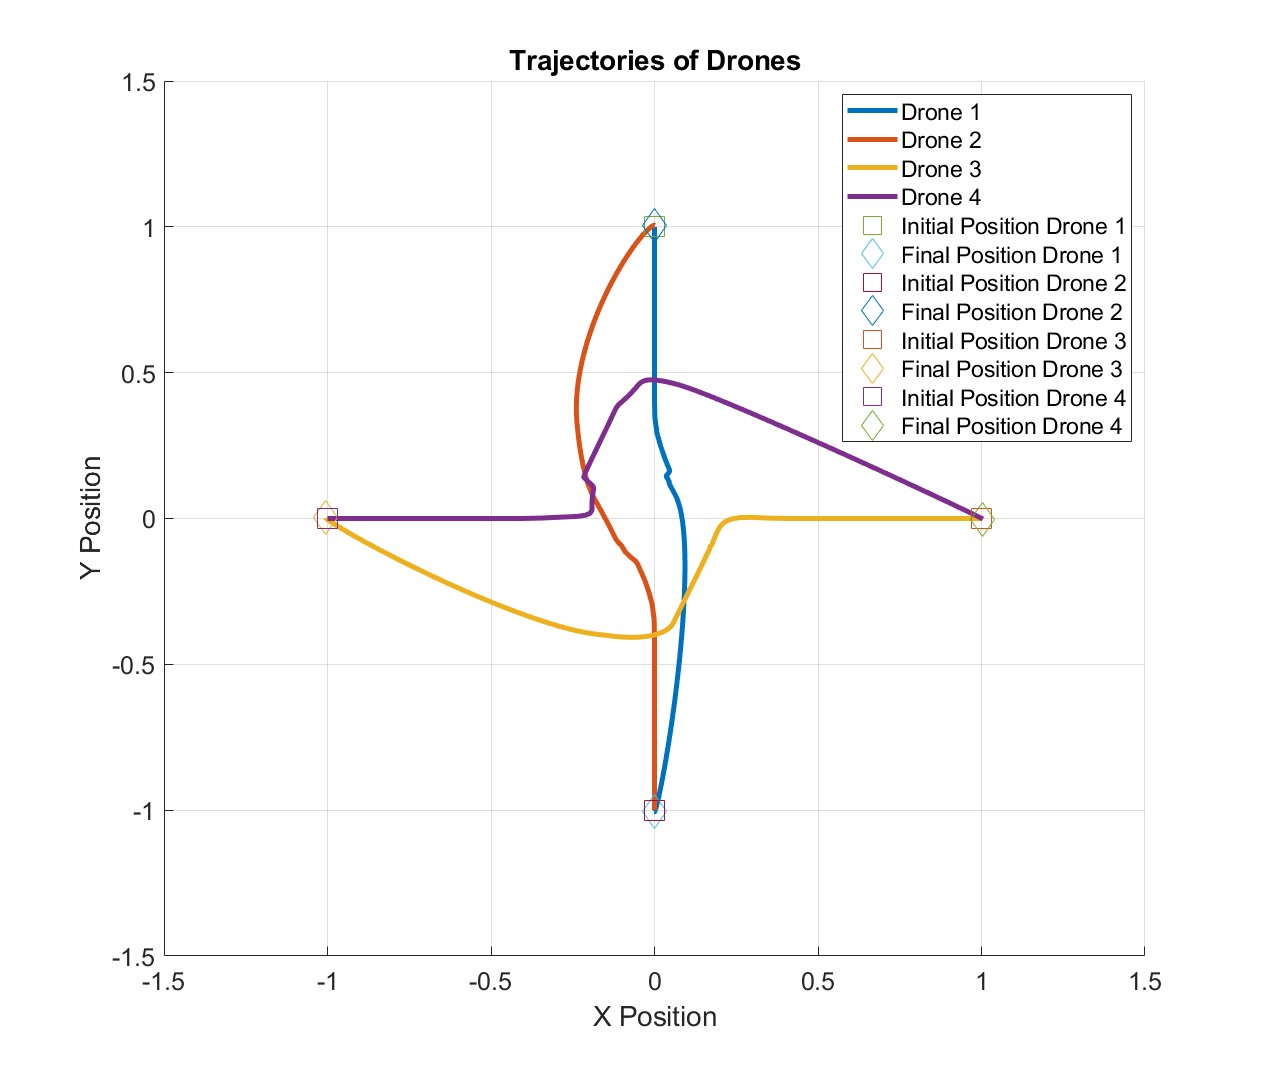 Trajectories of Drones
1.5
1
0.5
0
-0.5
-1
-1.5
Y Position
-1.5
-1
-0.5
0
0.5
1
1.5
X Position
Drone 1
Drone 2
Drone 3
Drone 4
Initial Position Drone 1
Final Position Drone 1
Initial Position Drone 2
Final Position Drone 2
Initial Position Drone 3
Final Position Drone 3
Initial Position Drone 4
Final Position Drone 4